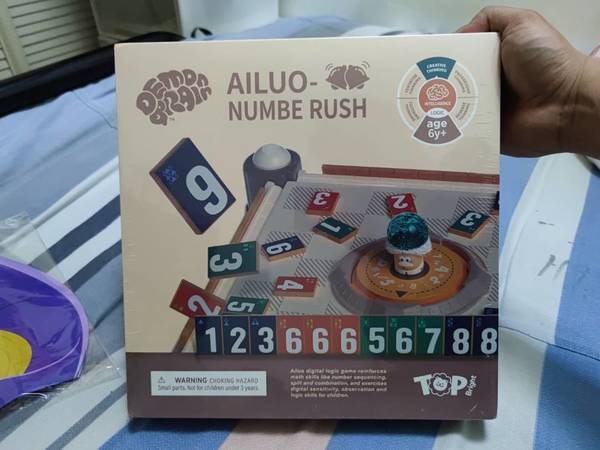 DEMON
BRAIN
AILUO-
NUMBE RUSH
CREATIVE
THINKING
INTELLIGENCE
LOGIC
age
6y+
9
3
2
1
3
6
3
4
2
5
1 2 3 6 6 6 5 6 7 8 8
WARNING CHOKING HAZARD
Small parts. Not for children under 3 years.
Ailuo digital logic game reinforces
math skills like number sequencing,
split and combination, and exercises
digital sensitivity, observation and
logic skills for children.
TOP
Bright